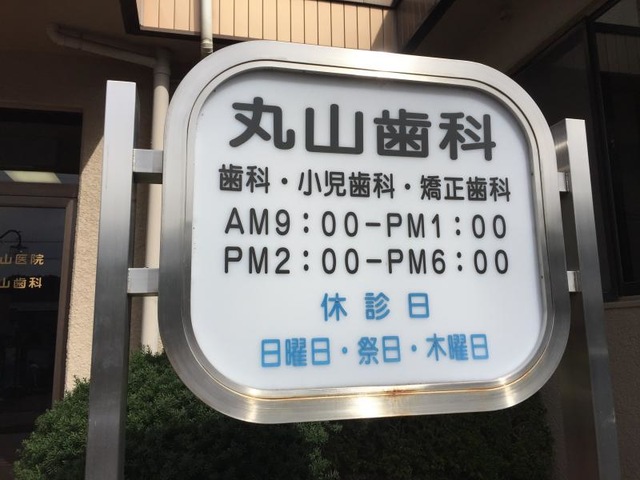 丸山歯科
歯科・小児歯科・矯正歯科
AM9：00－PM1：00
PM2：00－PM6：00
休診日
日曜日・祭日・木曜日
山医院
山歯科